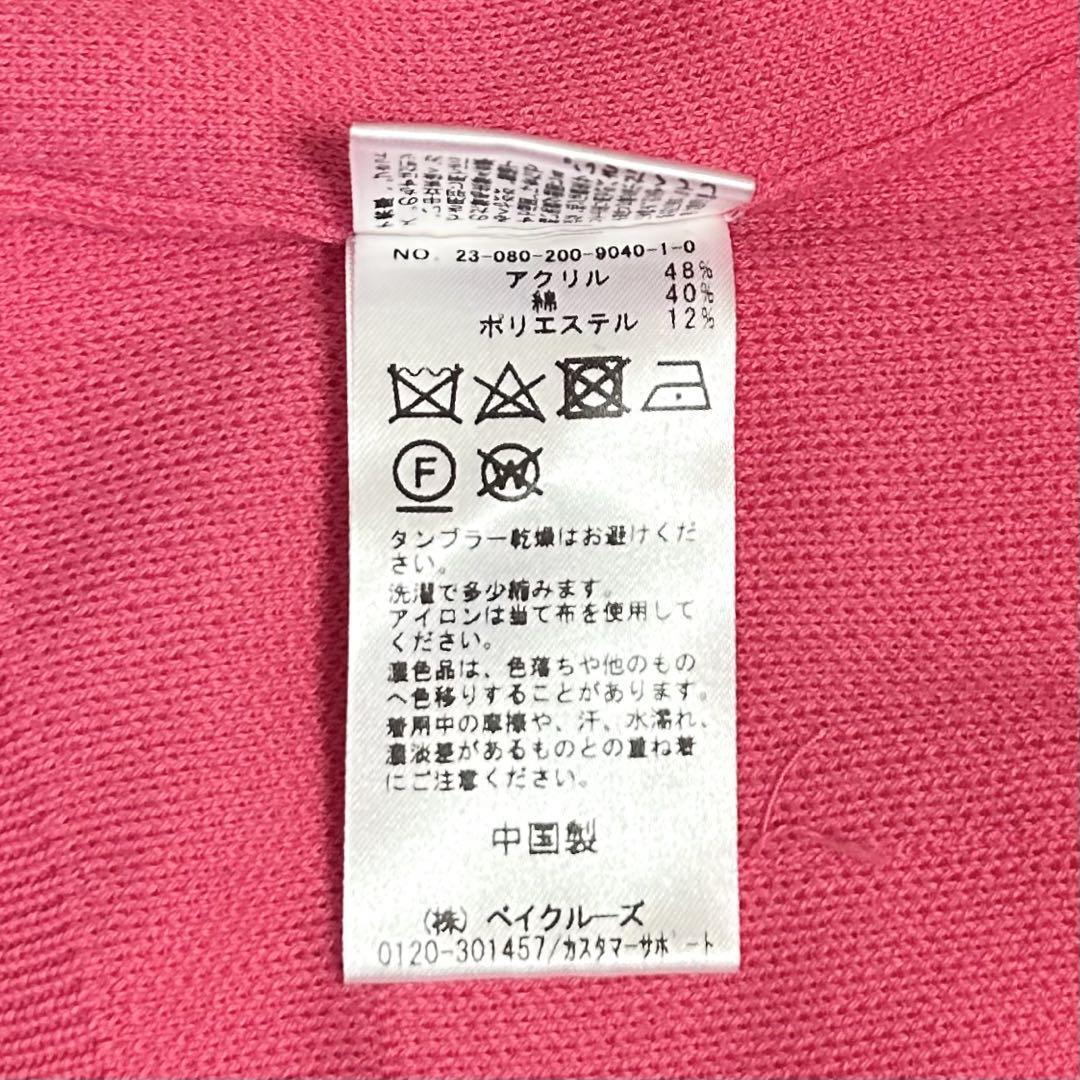 NO. 23-080-200-9040-1-0
アクリル 48%
綿 40%
ポリエステル 12%
F
W
タンブラー乾燥はお避けくだ
さい。
洗濯で多少縮みます。
アイロンは当て布を使用して
ください。
濃色品は、色落ちや他のもの
へ色移りすることがあります。
着用中の摩擦や、汗、水濡れ、
濃淡差があるものとの重ね着
にご注意ください。
中国製
(株) ベイクルーズ
0120-301457/カスタマーサポート